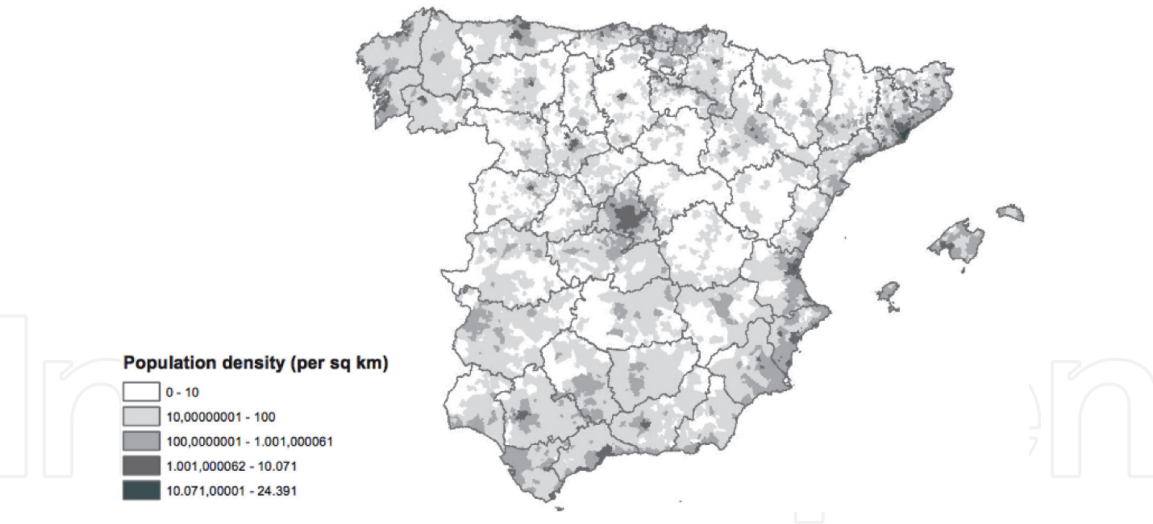 Population density (per sq km)
0 - 10
10,00000001 - 100
100,0000001 - 1.001,000061
1.001,000062 - 10.071
10.071,00001 - 24.391